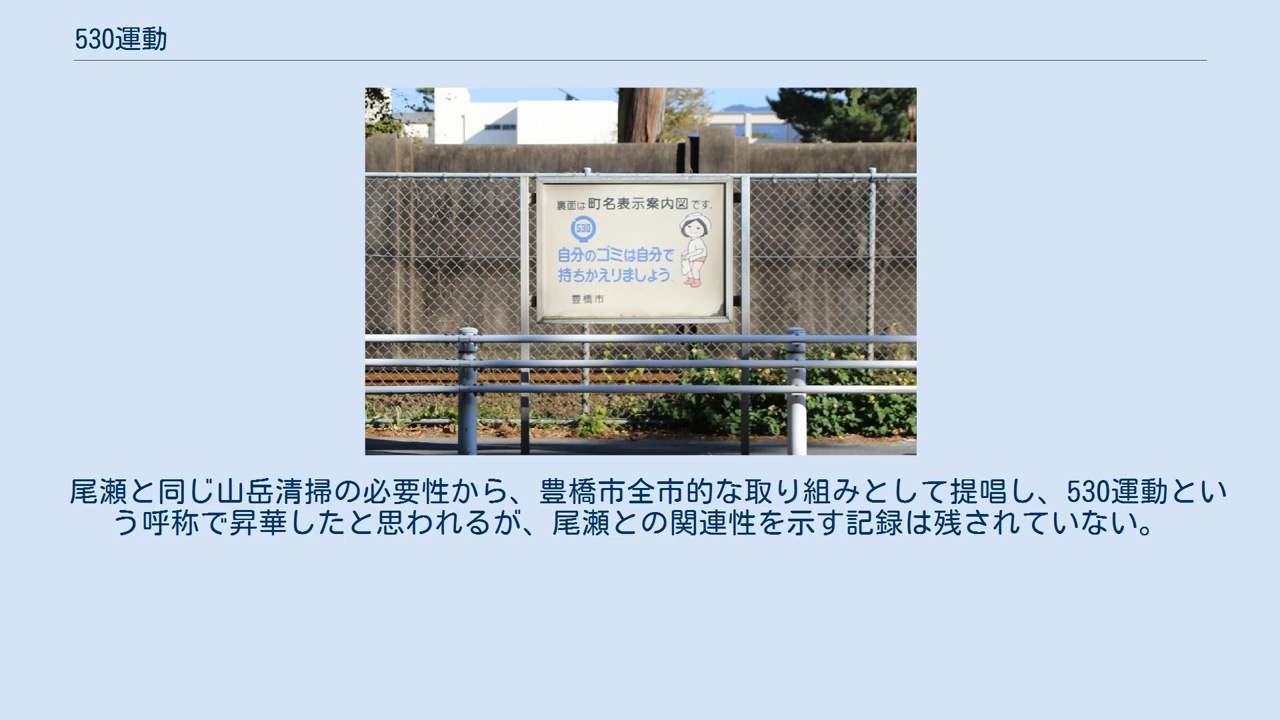 530運動
裏面は町名表示案内図です。
530
自分のゴミは自分で
持ちかえりましょう
豊橋市
尾瀬と同じ山岳清掃の必要性から、豊橋市全市的な取り組みとして提唱し、530運動とい
う呼称で昇華したと思われるが、尾瀬との関連性を示す記録は残されていない。